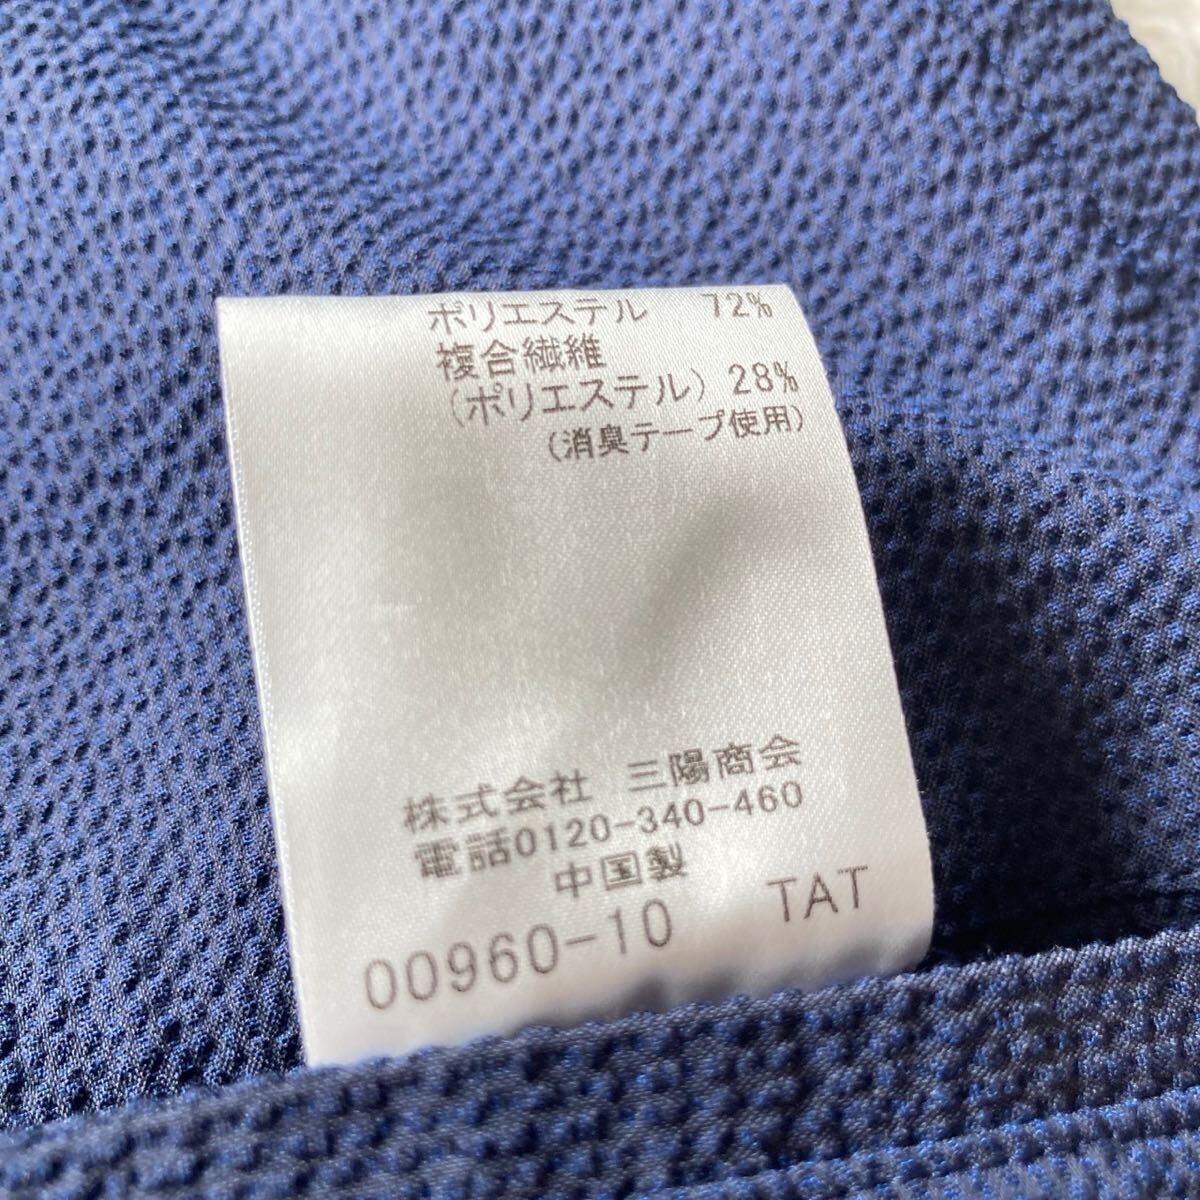 ポリエステル 72%
複合繊維
(ポリエステル) 28%
(消臭テープ使用)
株式会社 三陽商会
電話0120-340-460
中国製
00960-10 TAT